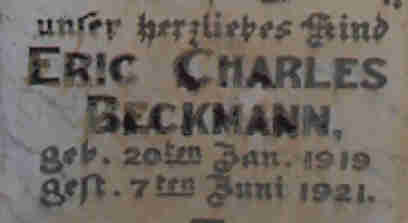 unser herzliebes Kind
ERIC CHARLES
BECKMANN,
geb. 20ten Jan. 1919
gest. 7ten Juni 1921.